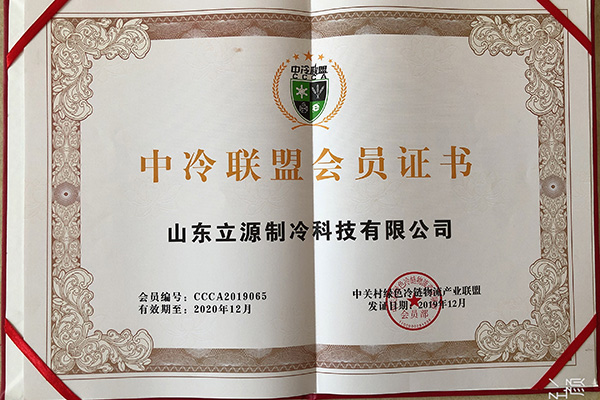 中冷联盟
CCCA
中冷联盟会员证书
山东立源制冷科技有限公司
会员编号：CCCA2019065
有效期至：2020年12月
中关村绿色冷链物流产业联盟
发证日期：2019年12月
会员部